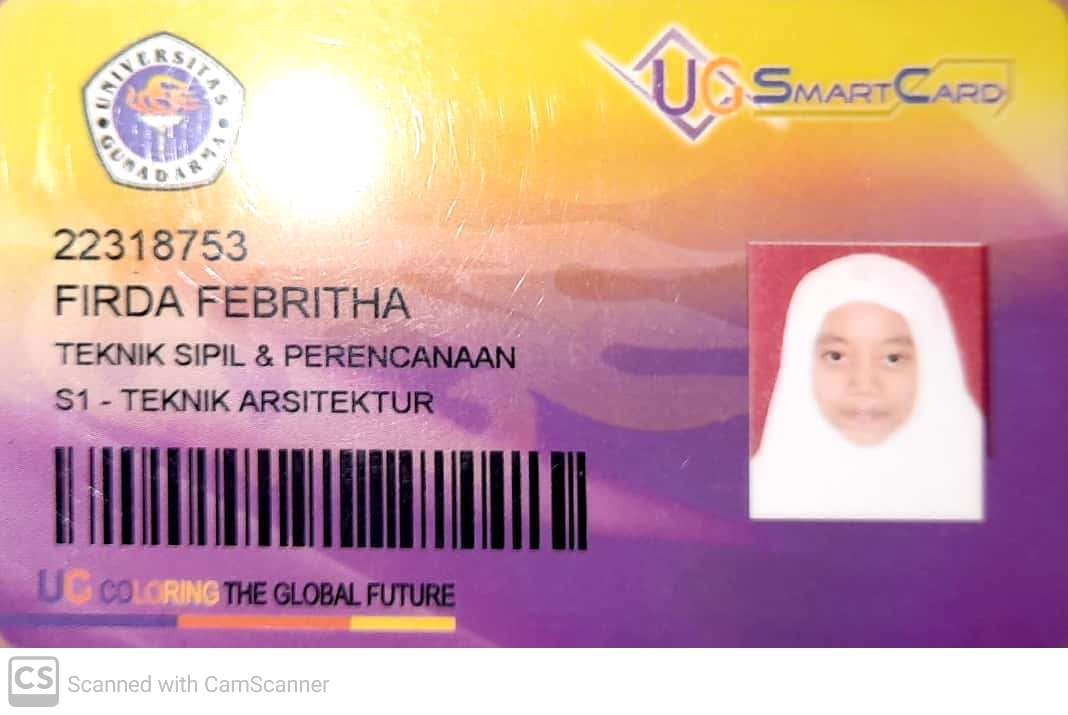 UNIVERSITAS
GUNADARMA
UG SMARTCARD
22318753
FIRDA FEBRITHA
TEKNIK SIPIL & PERENCANAAN
S1 - TEKNIK ARSITEKTUR
UG COLORING THE GLOBAL FUTURE
CS Scanned with CamScanner